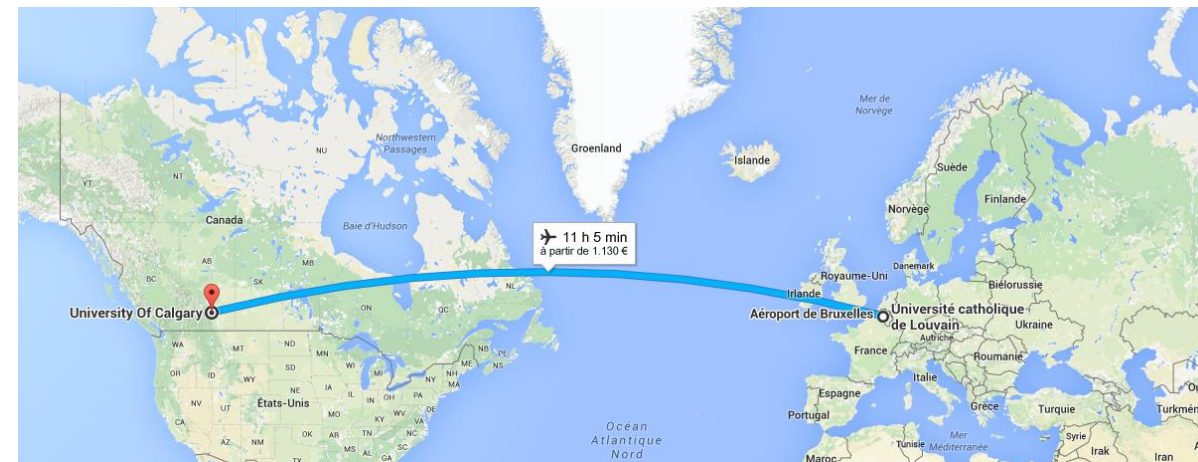 Mer de
Norvège
Groenland
Islande
Northwestern
Passages
NU
YT
NT
Suède
Finlande
Norvège
Canada
Baie d'Hudson
11 h 5 min
à partir de 1.130 €
AB
MB
BC
SK
NL
Danemark
Royaume-Uni
Biélorussie
Irlande
University Of Calgary
ON
QC
Aéroport de Bruxelles
Université catholique
de Louvain
Ukraine
Autriche
WA
MT
ND
MN
NB
PE
NS
France
Roumanie
OR
ID
SD
WI
MI
ME
NH
WY
NY
MA
Italie
NE
IA
IL
IN
OH
PA
Espagne
Grèce
Turquie
Turkmén
NV
UT
États-Unis
MO
KY
WV
DE
VA
Portugal
CA
AZ
NM
OK
AR
TN
NC
MS
AL
SC
GA
Océan
Atlantique
Nord
Tunisie
Mer
Méditerranée
Syrie
Irak
Iran
Maroc